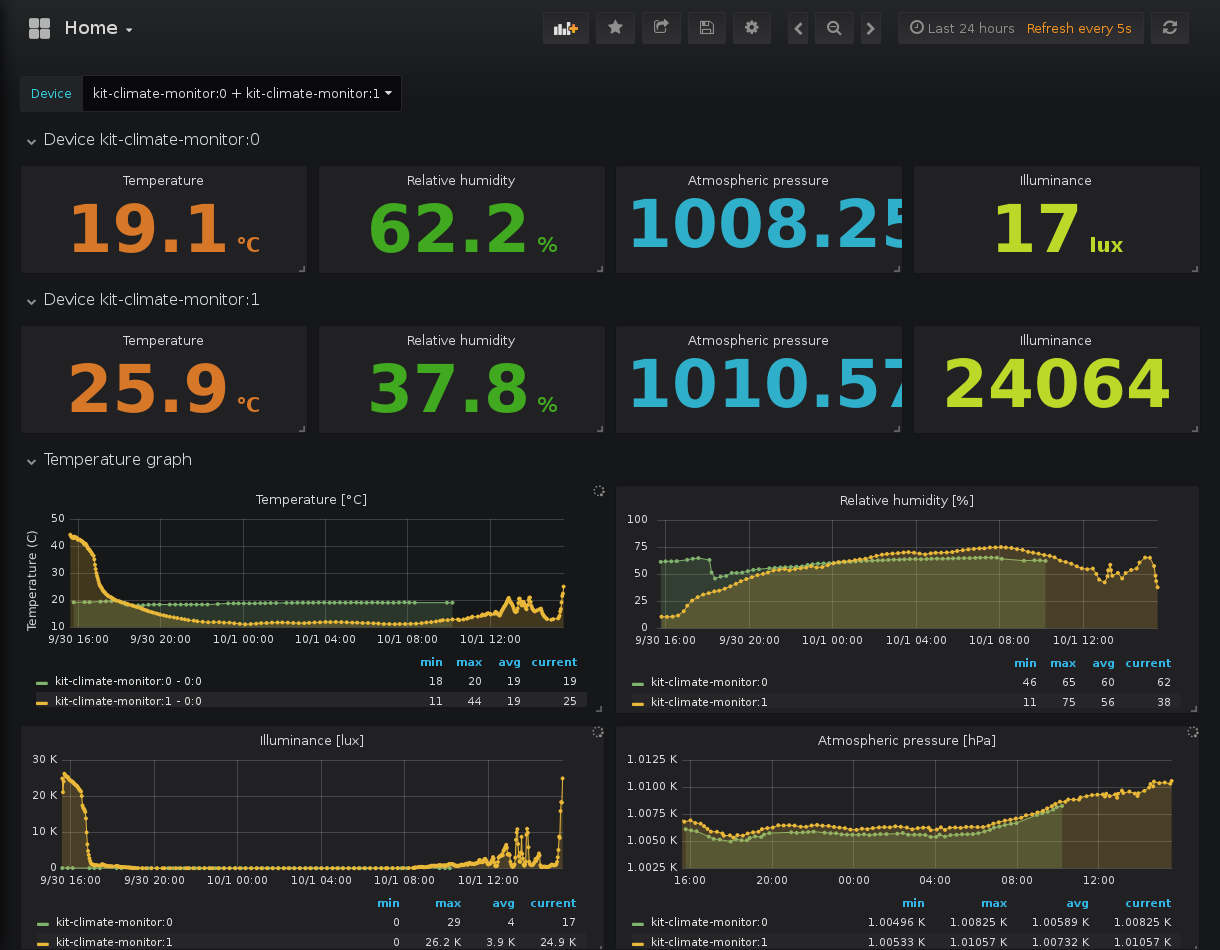 Home
Last 24 hours Refresh every 5s
Device kit-climate-monitor:0 + kit-climate-monitor:1
Device kit-climate-monitor:0
Temperature Relative humidity Atmospheric pressure Illuminance
19.1 °C 62.2 % 1008.25 17 lux
Device kit-climate-monitor:1
Temperature Relative humidity Atmospheric pressure Illuminance
25.9 °C 37.8 % 1010.57 24064
Temperature graph
Temperature [°C]
Temperature (C)
50
40
30
20
10
9/30 16:00 9/30 20:00 10/1 00:00 10/1 04:00 10/1 08:00 10/1 12:00
min max avg current
kit-climate-monitor:0 - 0:0 18 20 19 19
kit-climate-monitor:1 - 0:0 11 44 19 25
Relative humidity [%]
100
75
50
25
0
9/30 16:00 9/30 20:00 10/1 00:00 10/1 04:00 10/1 08:00 10/1 12:00
min max avg current
kit-climate-monitor:0 46 65 60 62
kit-climate-monitor:1 11 75 56 38
Illuminance [lux]
30 K
20 K
10 K
0
9/30 16:00 9/30 20:00 10/1 00:00 10/1 04:00 10/1 08:00 10/1 12:00
min max avg current
kit-climate-monitor:0 0 29 4 17
kit-climate-monitor:1 0 26.2 K 3.9 K 24.9 K
Atmospheric pressure [hPa]
1.0125 K
1.0100 K
1.0075 K
1.0050 K
1.0025 K
16:00 20:00 00:00 04:00 08:00 12:00
min max avg current
kit-climate-monitor:0 1.00496 K 1.00825 K 1.00589 K 1.00825 K
kit-climate-monitor:1 1.00533 K 1.01057 K 1.00732 K 1.01057 K